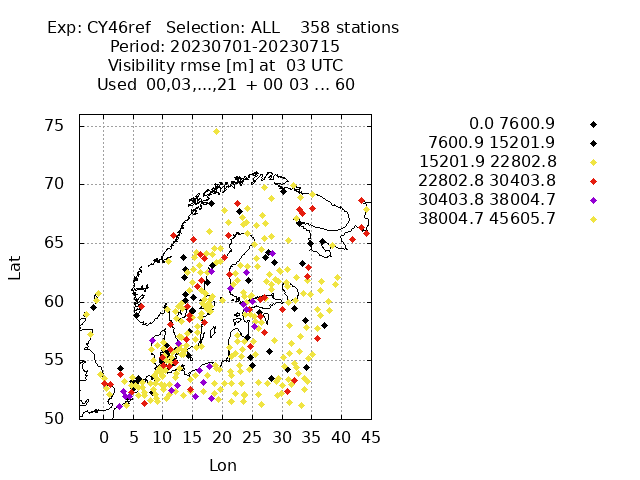 Exp: CY46ref   Selection: ALL    358 stations
Period: 20230701-20230715
Visibility rmse [m] at  03 UTC
Used  00,03,...,21  + 00 03 ... 60
0.0 7600.9
7600.9 15201.9
15201.9 22802.8
22802.8 30403.8
30403.8 38004.7
38004.7 45605.7
75
70
65
60
55
50
Lat
0 5 10 15 20 25 30 35 40 45
Lon